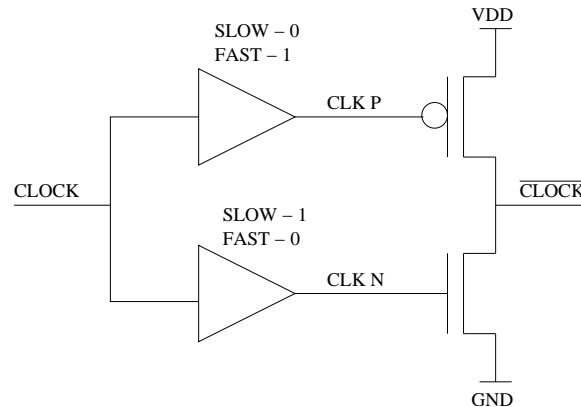 SLOW – 0
FAST – 1
VDD
CLK P
CLOCK
CLOCK
SLOW – 1
FAST – 0
CLK N
GND